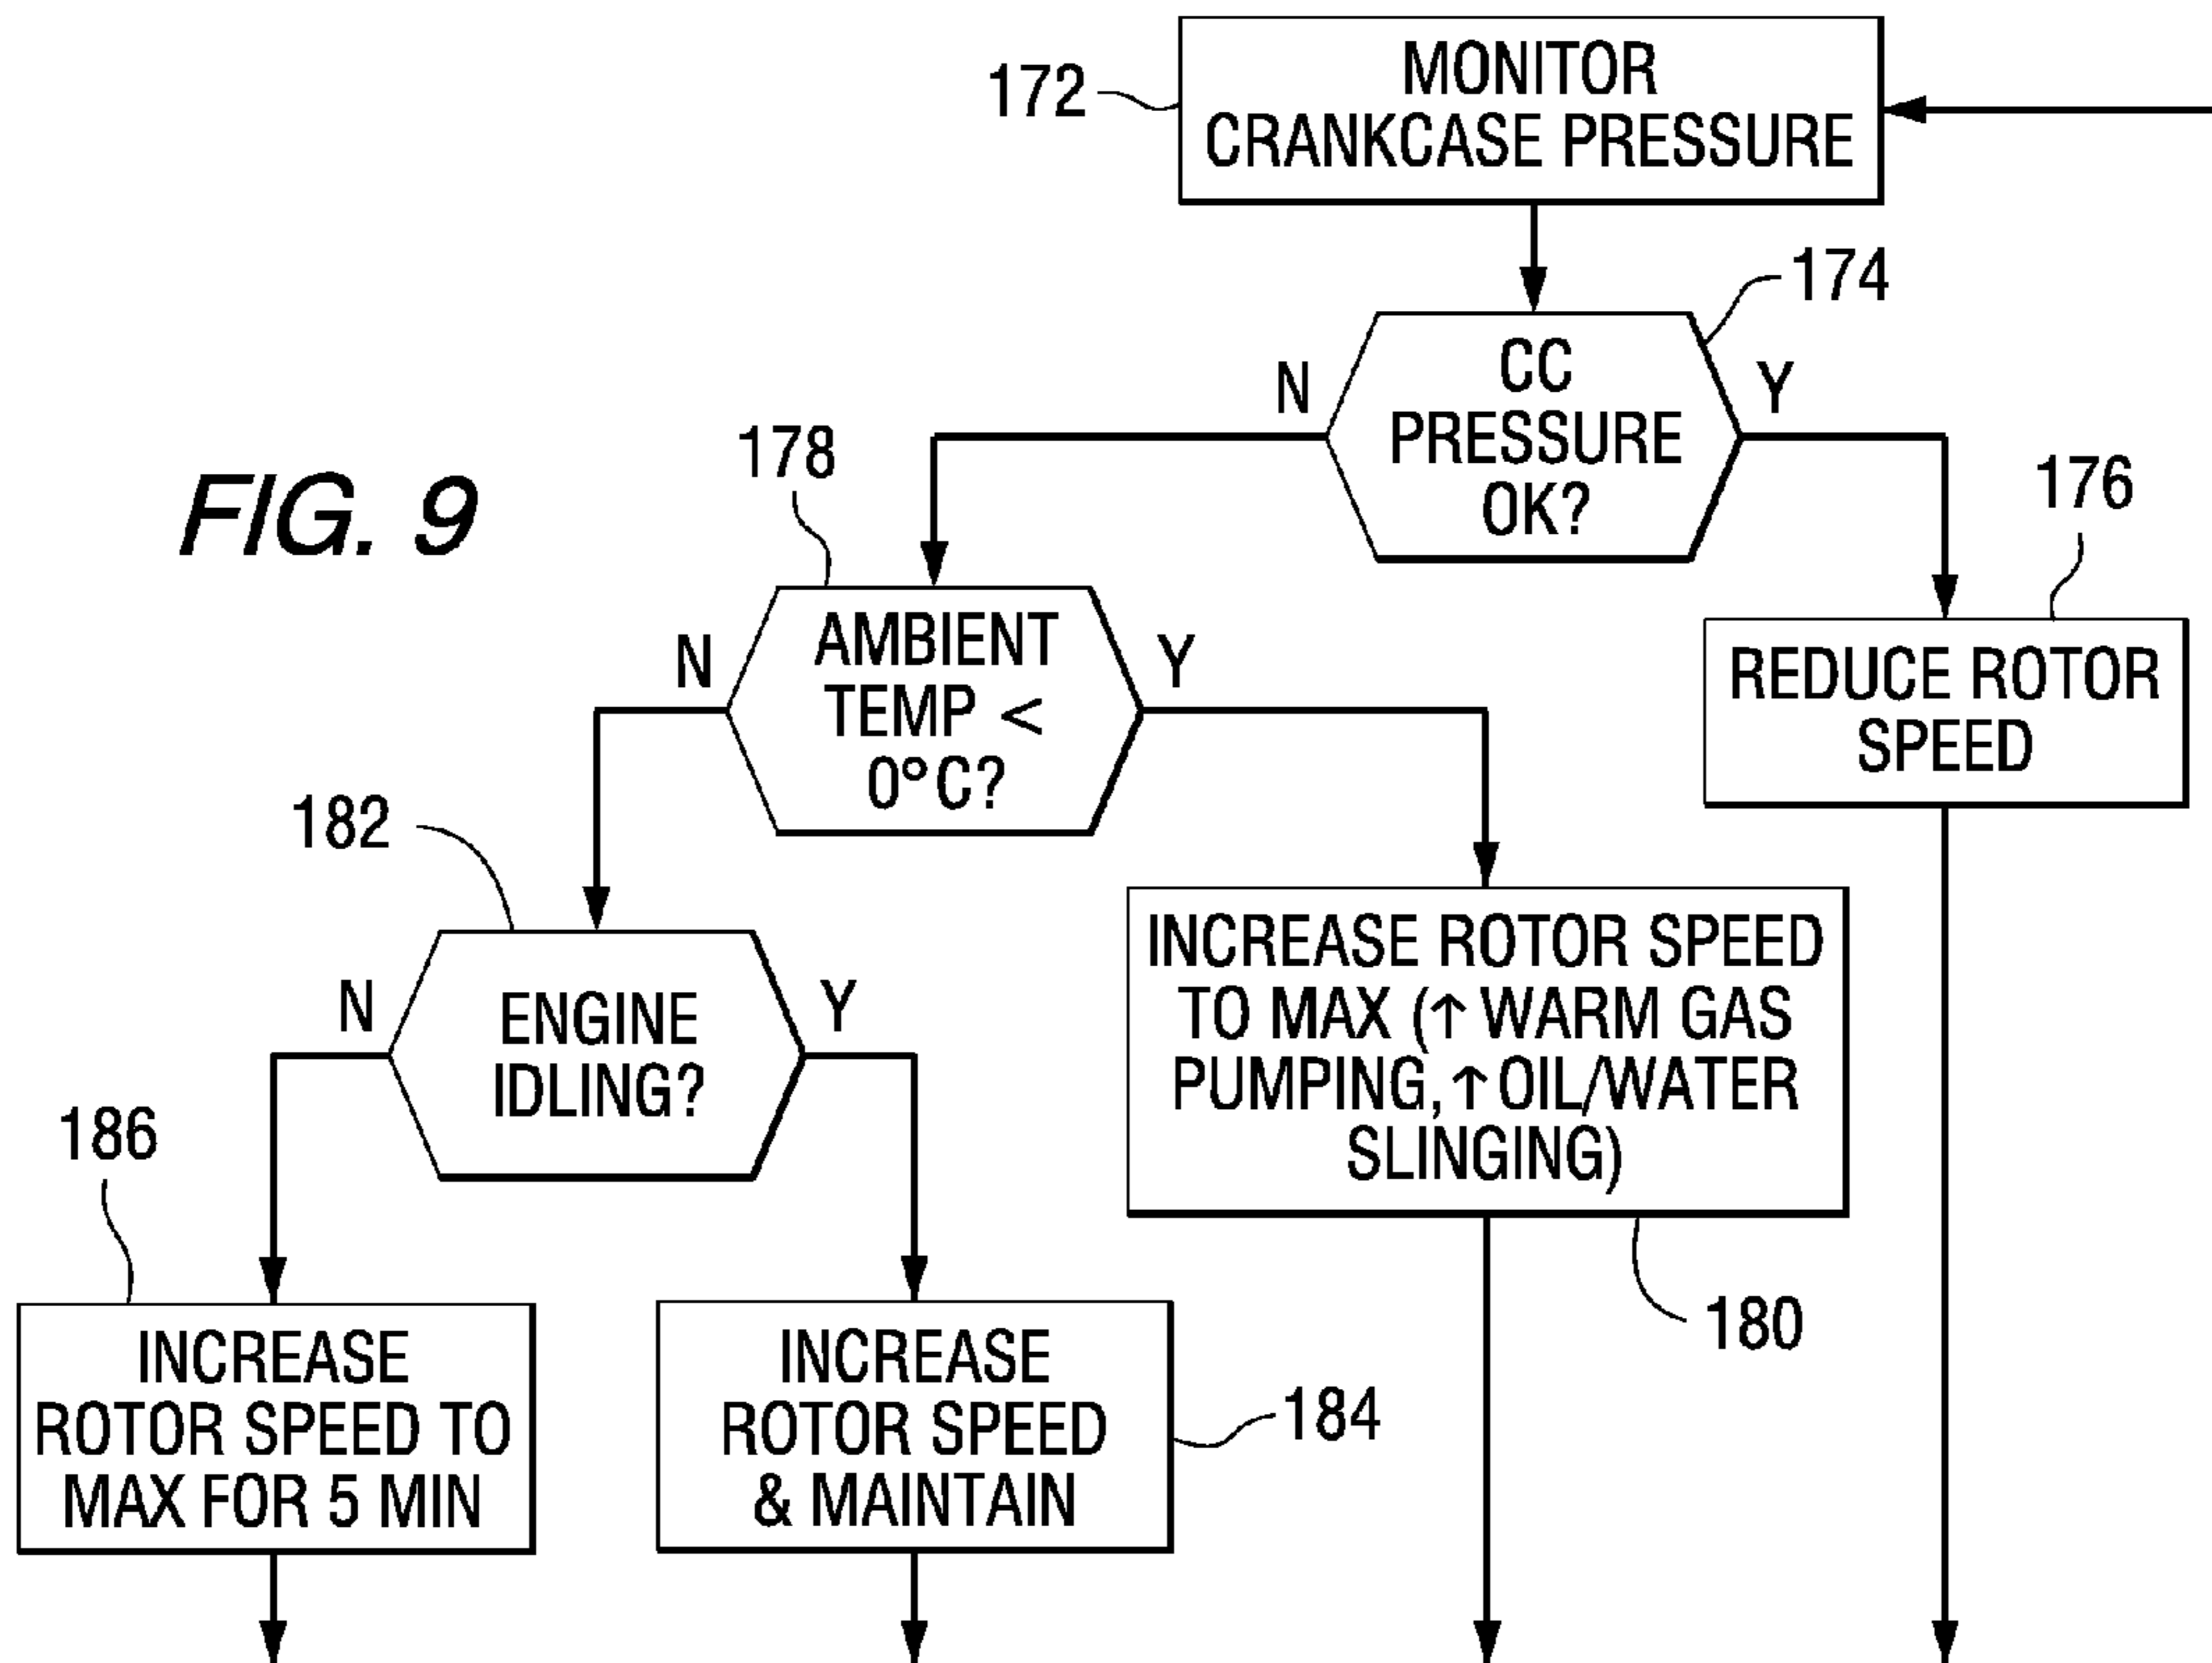 172
MONITOR
CRANKCASE PRESSURE
174
N
CC
PRESSURE
OK?
Y
FIG. 9
178
176
N
AMBIENT
TEMP <
0°C?
Y
REDUCE ROTOR
SPEED
182
N
ENGINE
IDLING?
Y
INCREASE ROTOR SPEED
TO MAX (↑ WARM GAS
PUMPING, ↑ OIL/WATER
SLINGING)
186
180
INCREASE
ROTOR SPEED TO
MAX FOR 5 MIN
INCREASE
ROTOR SPEED
& MAINTAIN
184